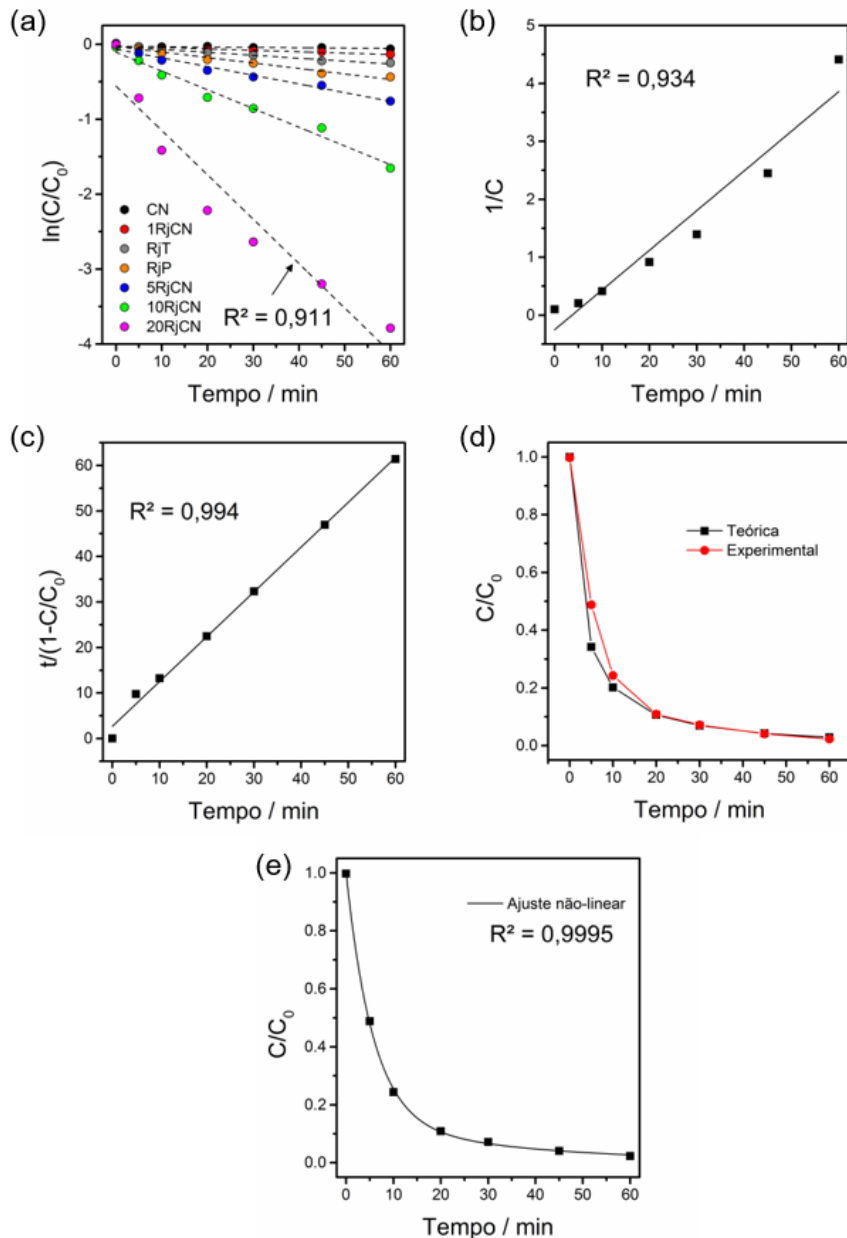 (a)
ln(C/C₀)
0
-1
-2
-3
-4
CN
1RjCN
RjT
RjP
5RjCN
10RjCN
20RjCN
R² = 0,911
0 10 20 30 40 50 60
Tempo / min
(b)
1/C
5
4
3
2
1
0
R² = 0,934
0 10 20 30 40 50 60
Tempo / min
(c)
t/(1-C/C₀)
60
50
40
30
20
10
0
R² = 0,994
0 10 20 30 40 50 60
Tempo / min
(d)
C/C₀
1.0
0.8
0.6
0.4
0.2
0.0
Teórica
Experimental
0 10 20 30 40 50 60
Tempo / min
(e)
C/C₀
1.0
0.8
0.6
0.4
0.2
0.0
Ajuste não-linear
R² = 0,9995
0 10 20 30 40 50 60
Tempo / min